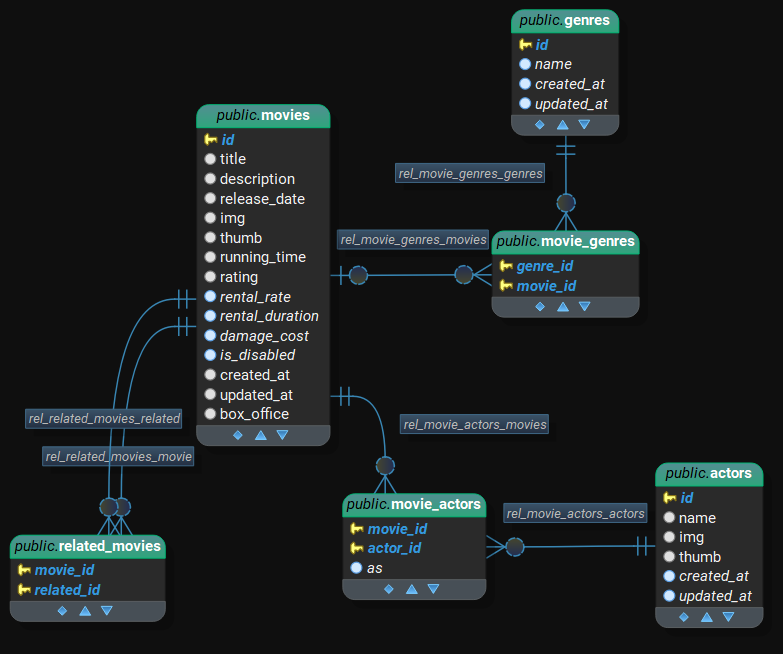 public.genres
id
name
created_at
updated_at
public.movies
id
title
description
release_date
img
thumb
running_time
rating
rental_rate
rental_duration
damage_cost
is_disabled
created_at
updated_at
box_office
rel_movie_genres_genres
rel_movie_genres_movies
public.movie_genres
genre_id
movie_id
rel_related_movies_related
rel_related_movies_movie
rel_movie_actors_movies
public.movie_actors
movie_id
actor_id
as
rel_movie_actors_actors
public.actors
id
name
img
thumb
created_at
updated_at
public.related_movies
movie_id
related_id